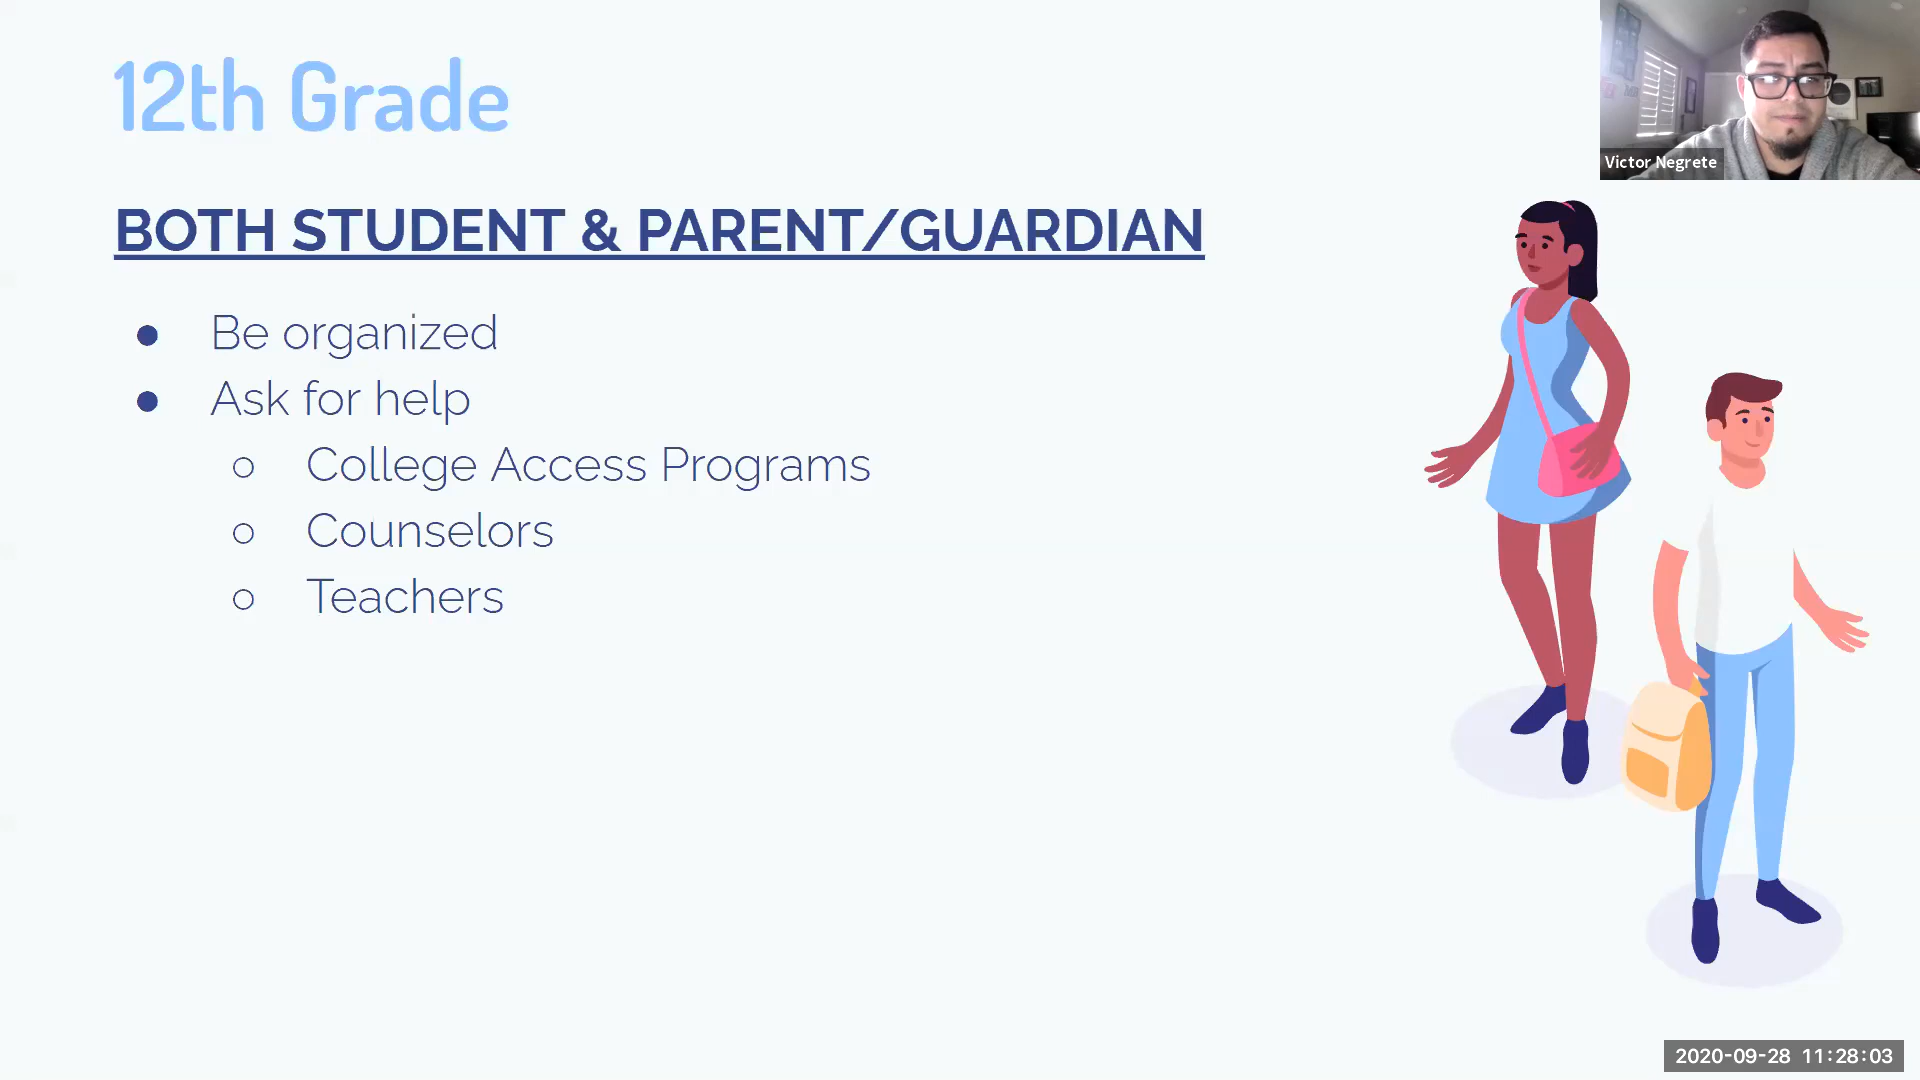 12th Grade
Victor Negrete
BOTH STUDENT & PARENT/GUARDIAN
● Be organized
● Ask for help
○ College Access Programs
○ Counselors
○ Teachers
2020-09-28 11:28:03